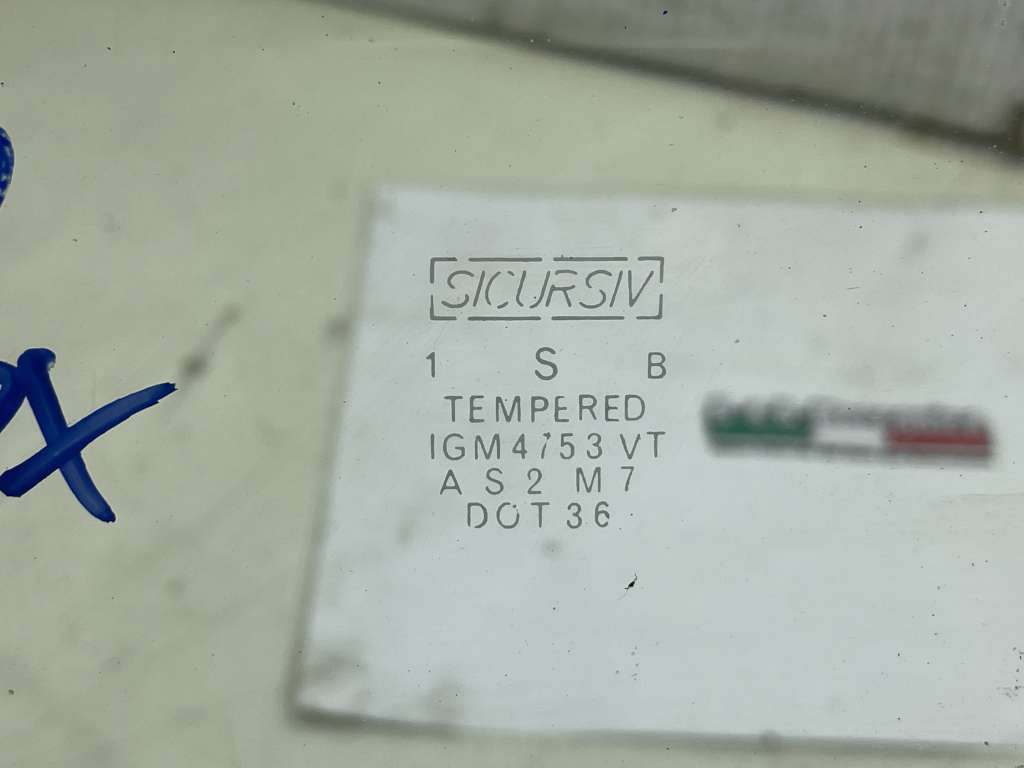 SICURSIV
1 S B
TEMPERED
IGM4753 VT
A S 2 M 7
DOT 36
X